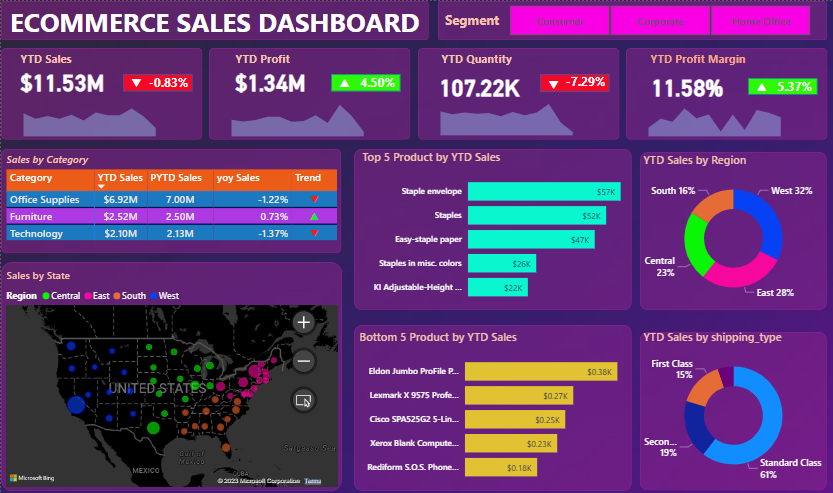 ECOMMERCE SALES DASHBOARD
Segment
Consumer
Corporate
Home Office
YTD Sales
$11.53M
▼ -0.83%
YTD Profit
$1.34M
▲ 4.50%
YTD Quantity
107.22K
▼ -7.29%
YTD Profit Margin
11.58%
▲ 5.37%
Sales by Category
Category YTD Sales PYTD Sales yoy Sales Trend
Office Supplies $6.92M 7.00M -1.22%
Furniture $2.52M 2.50M 0.73%
Technology $2.10M 2.13M -1.37%
Top 5 Product by YTD Sales
Staple envelope $57K
Staples $52K
Easy-staple paper $47K
Staples in misc. colors $26K
KI Adjustable-Height ... $22K
YTD Sales by Region
South 16%
West 32%
Central
23%
East 28%
Sales by State
Region Central East South West
UNITED STATES
Gulf of
Mexico
Sargasso Sea
MEXICO
CUBA
Microsoft Bing
© 2023 Microsoft Corporation Terms
Bottom 5 Product by YTD Sales
Eldon Jumbo ProFile P... $0.38K
Lexmark X 9575 Profe... $0.27K
Cisco SPA525G2 5-Lin... $0.25K
Xerox Blank Compute... $0.23K
Rediform S.O.S. Phone... $0.18K
YTD Sales by shipping_type
First Class
15%
Secon...
19%
Standard Class
61%